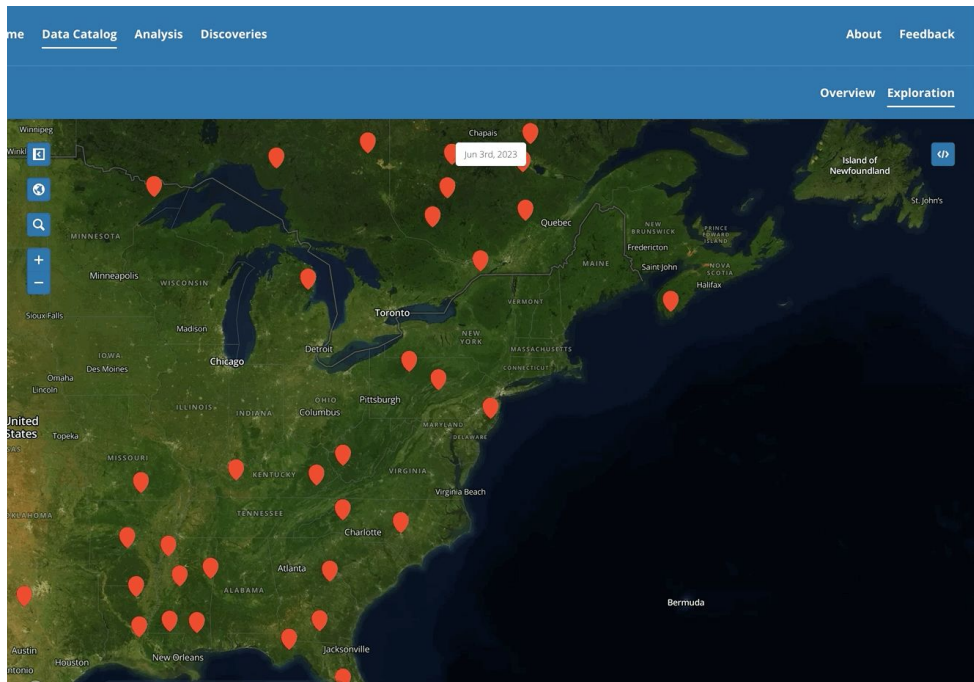 me Data Catalog Analysis Discoveries About Feedback
Overview Exploration
Winnipeg
Chapais
Winkl
Jun 3rd, 2023
</>
Island of
Newfoundland
St. John's
Quebec
NEW
BRUNSWICK
PRINCE
EDWARD
ISLAND
MINNESOTA
Fredericton
MAINE
Saint John
NOVA
SCOTIA
Minneapolis
WISCONSIN
Halifax
VERMONT
Sioux Falls
Toronto
Madison
NEW
YORK
Detroit
MASSACHUSETTS
IOWA
Chicago
Des Moines
CONNECTICUT
Omaha
Lincoln
OHIO
Pittsburgh
ILLINOIS
INDIANA
Columbus
United
States
MARYLAND
DELAWARE
Topeka
MISSOURI
KENTUCKY
VIRGINIA
Virginia Beach
OKLAHOMA
TENNESSEE
Charlotte
Atlanta
ALABAMA
Bermuda
Austin
Jacksonville
New Orleans
Houston
ntonio